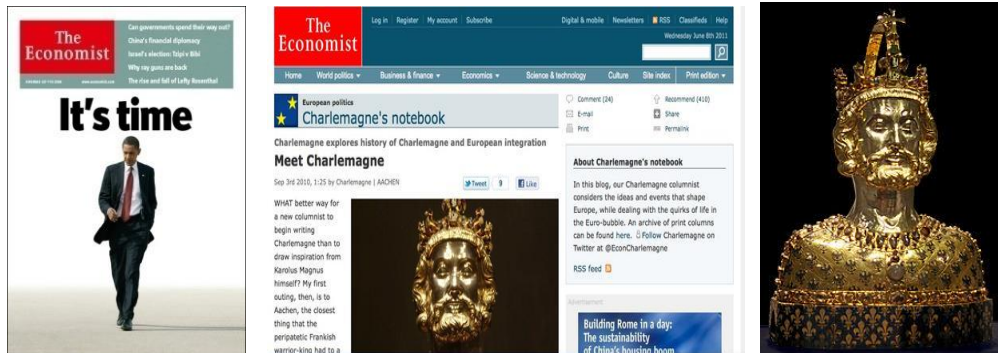 The
Economist
Can governments spend their way out?
China's financial diplomacy
Israel's election: Tzipi v Bibi
Why ray guns are back
The rise and fall of Lefty Rosenthal
It's time
The
Economist
Log in | Register | My account | Subscribe
Digital & mobile | Newsletters | RSS | Classifieds | Help
Wednesday June 8th 2011
Home World politics Business & finance Economics Science & technology Culture Site index Print edition
European politics
Charlemagne's notebook
Charlemagne explores history of Charlemagne and European integration
Meet Charlemagne
Sep 3rd 2010, 1:25 by Charlemagne | AACHEN
Tweet 9 Like
WHAT better way for
a new columnist to
begin writing
Charlemagne than to
draw inspiration from
Karolus Magnus
himself? My first
outing, then, is to
Aachen, the closest
thing that the
peripatetic Frankish
warrior-king had to a
Comment (24) Recommend (410)
E-mail Share
Print Permalink
About Charlemagne's notebook
In this blog, our Charlemagne columnist
considers the ideas and events that shape
Europe, while dealing with the quirks of life in
the Euro-bubble. An archive of print columns
can be found here. Follow Charlemagne on
Twitter at @EconCharlemagne
RSS feed
Advertisement
Building Rome in a day:
The sustainability
of China's housing boom